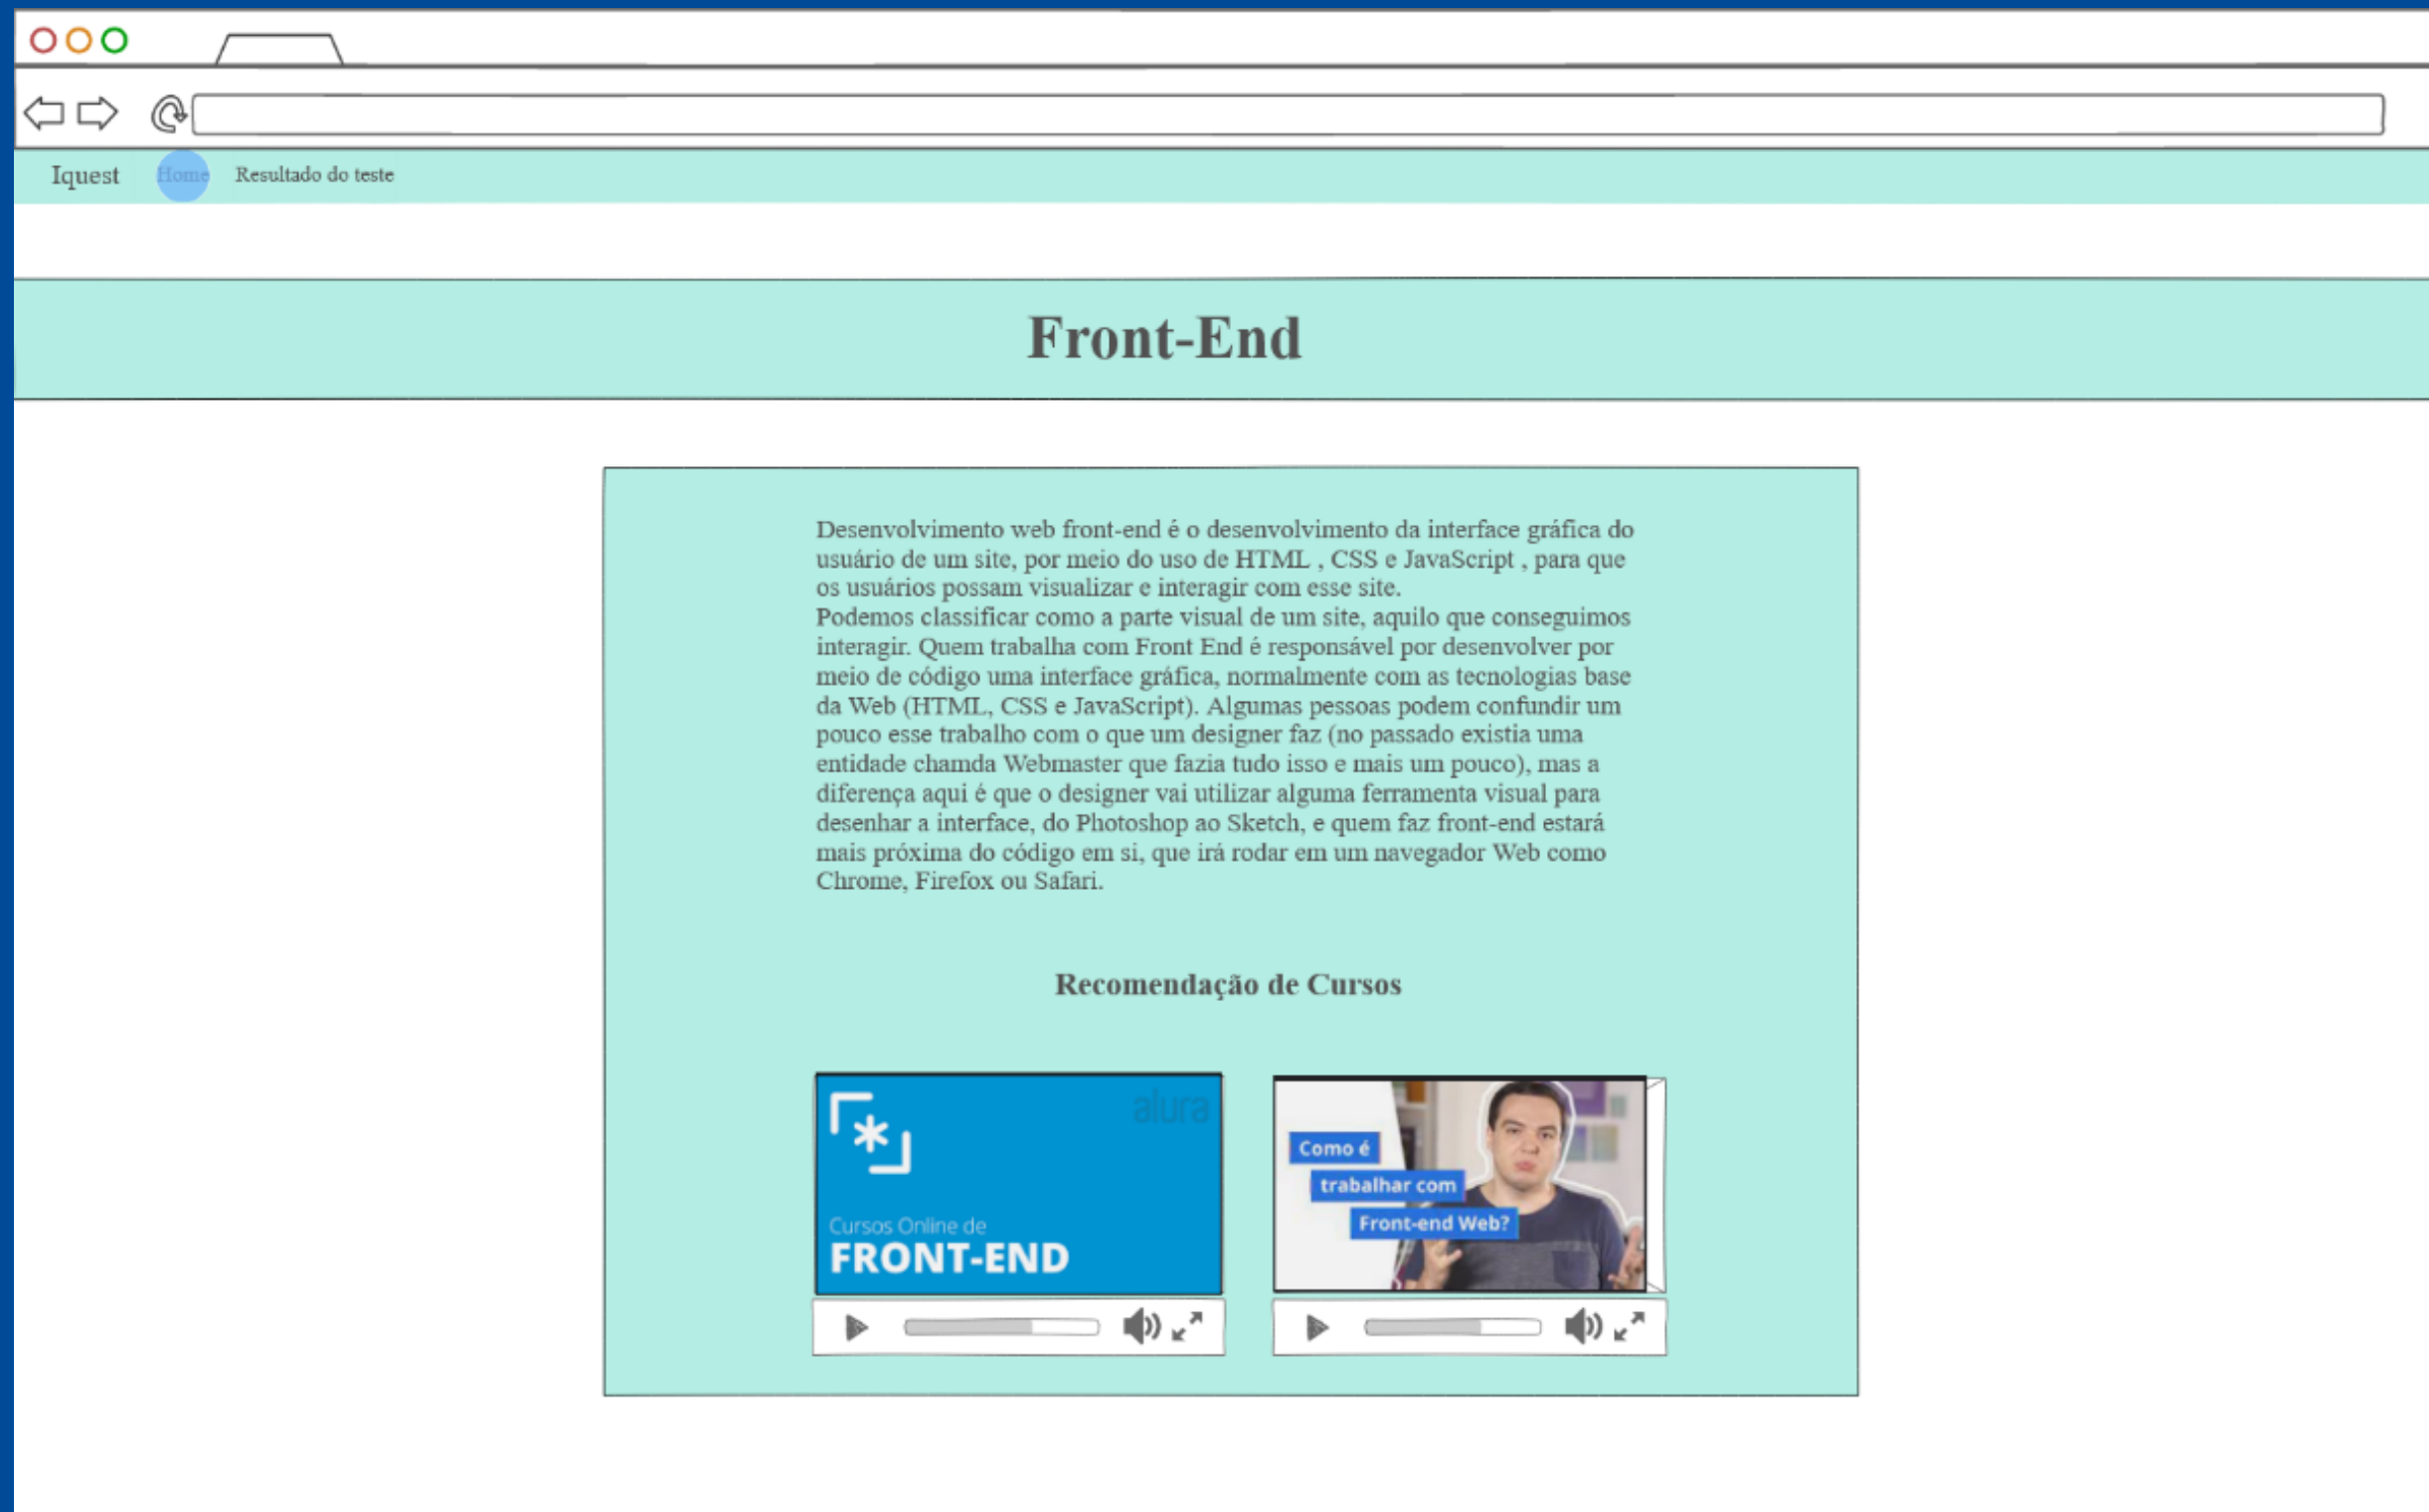 Iquest Home Resultado do teste
Front-End
Desenvolvimento web front-end é o desenvolvimento da interface gráfica do
usuário de um site, por meio do uso de HTML , CSS e JavaScript , para que
os usuários possam visualizar e interagir com esse site.
Podemos classificar como a parte visual de um site, aquilo que conseguimos
interagir. Quem trabalha com Front End é responsável por desenvolver por
meio de código uma interface gráfica, normalmente com as tecnologias base
da Web (HTML, CSS e JavaScript). Algumas pessoas podem confundir um
pouco esse trabalho com o que um designer faz (no passado existia uma
entidade chamda Webmaster que fazia tudo isso e mais um pouco), mas a
diferença aqui é que o designer vai utilizar alguma ferramenta visual para
desenhar a interface, do Photoshop ao Sketch, e quem faz front-end estará
mais próxima do código em si, que irá rodar em um navegador Web como
Chrome, Firefox ou Safari.
Recomendação de Cursos
alura
Cursos Online de
FRONT-END
Como é
trabalhar com
Front-end Web?